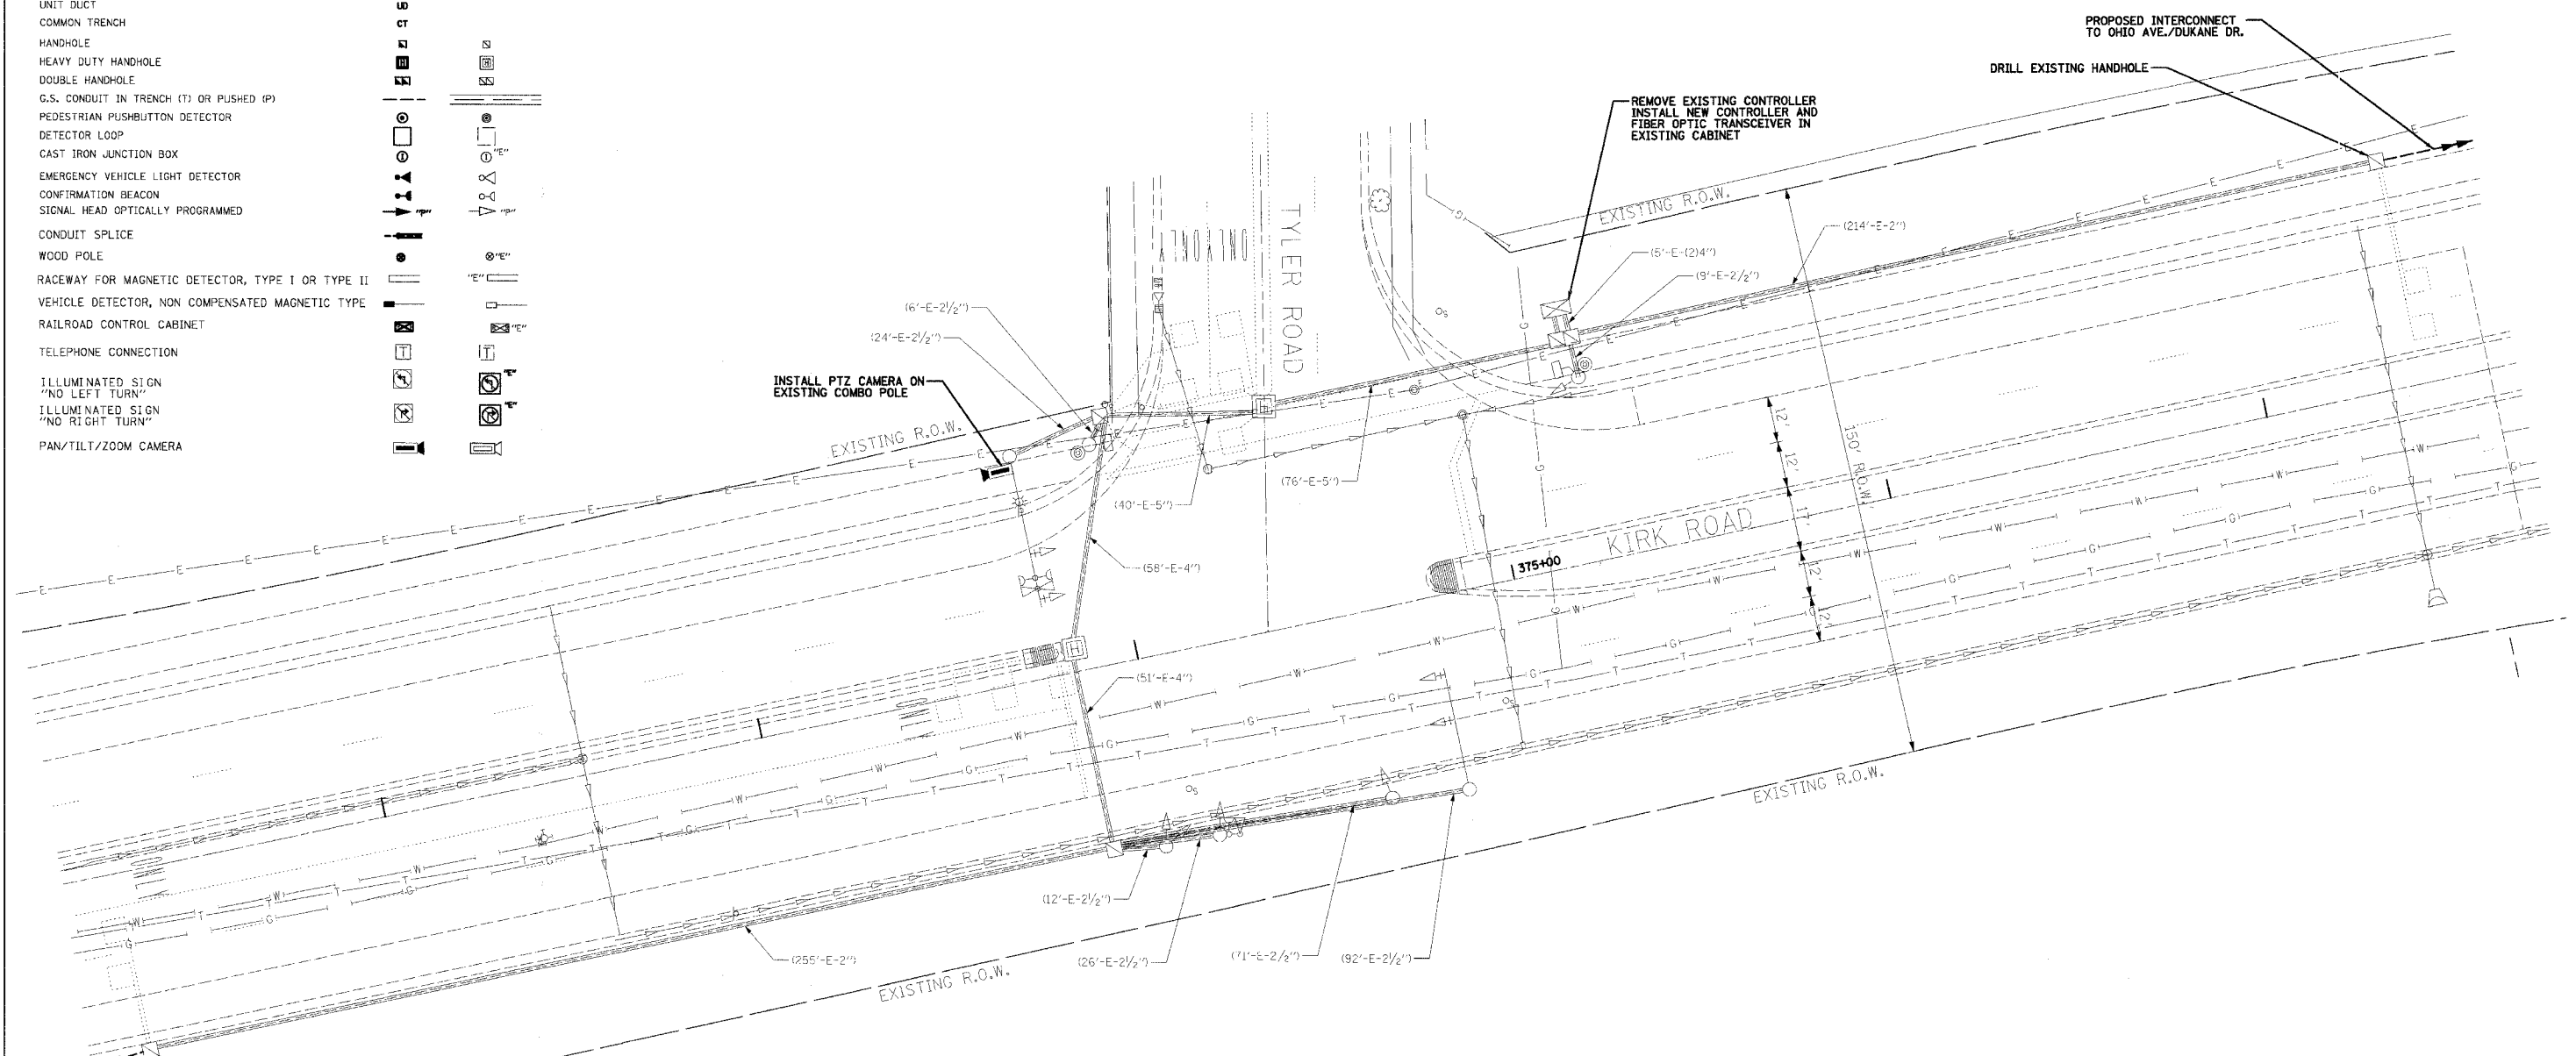 UNIT DUCT UD
COMMON TRENCH CT
HANDHOLE
HEAVY DUTY HANDHOLE H H
DOUBLE HANDHOLE
G.S. CONDUIT IN TRENCH (T) OR PUSHED (P)
PEDESTRIAN PUSHBUTTON DETECTOR
DETECTOR LOOP
CAST IRON JUNCTION BOX "E"
EMERGENCY VEHICLE LIGHT DETECTOR
CONFIRMATION BEACON
SIGNAL HEAD OPTICALLY PROGRAMMED "P" "P"
CONDUIT SPLICE
WOOD POLE "E"
RACEWAY FOR MAGNETIC DETECTOR, TYPE I OR TYPE II "E"
VEHICLE DETECTOR, NON COMPENSATED MAGNETIC TYPE
RAILROAD CONTROL CABINET "E"
TELEPHONE CONNECTION T T
ILLUMINATED SIGN "E"
"NO LEFT TURN"
ILLUMINATED SIGN "E"
"NO RIGHT TURN"
PAN/TILT/ZOOM CAMERA
PROPOSED INTERCONNECT
TO OHIO AVE./DUKANE DR.
DRILL EXISTING HANDHOLE
REMOVE EXISTING CONTROLLER
INSTALL NEW CONTROLLER AND
FIBER OPTIC TRANSCEIVER IN
EXISTING CABINET
EXISTING R.O.W.
(214'-E-2")
(5'-E-(2)4")
(9'-E-2½")
TYLER ROAD
ONLY ONLY
(6'-E-2½")
(24'-E-2½")
INSTALL PTZ CAMERA ON
EXISTING COMBO POLE
EXISTING R.O.W.
(40'-E-5")
(76'-E-5")
12'
12'
17'
12'
12'
150' R.O.W.
KIRK ROAD
375+00
(58'-E-4")
(51'-E-4")
EXISTING R.O.W.
(12'-E-2½")
(26'-E-2½")
(71'-E-2½")
(92'-E-2½")
(255'-E-2")
EXISTING R.O.W.